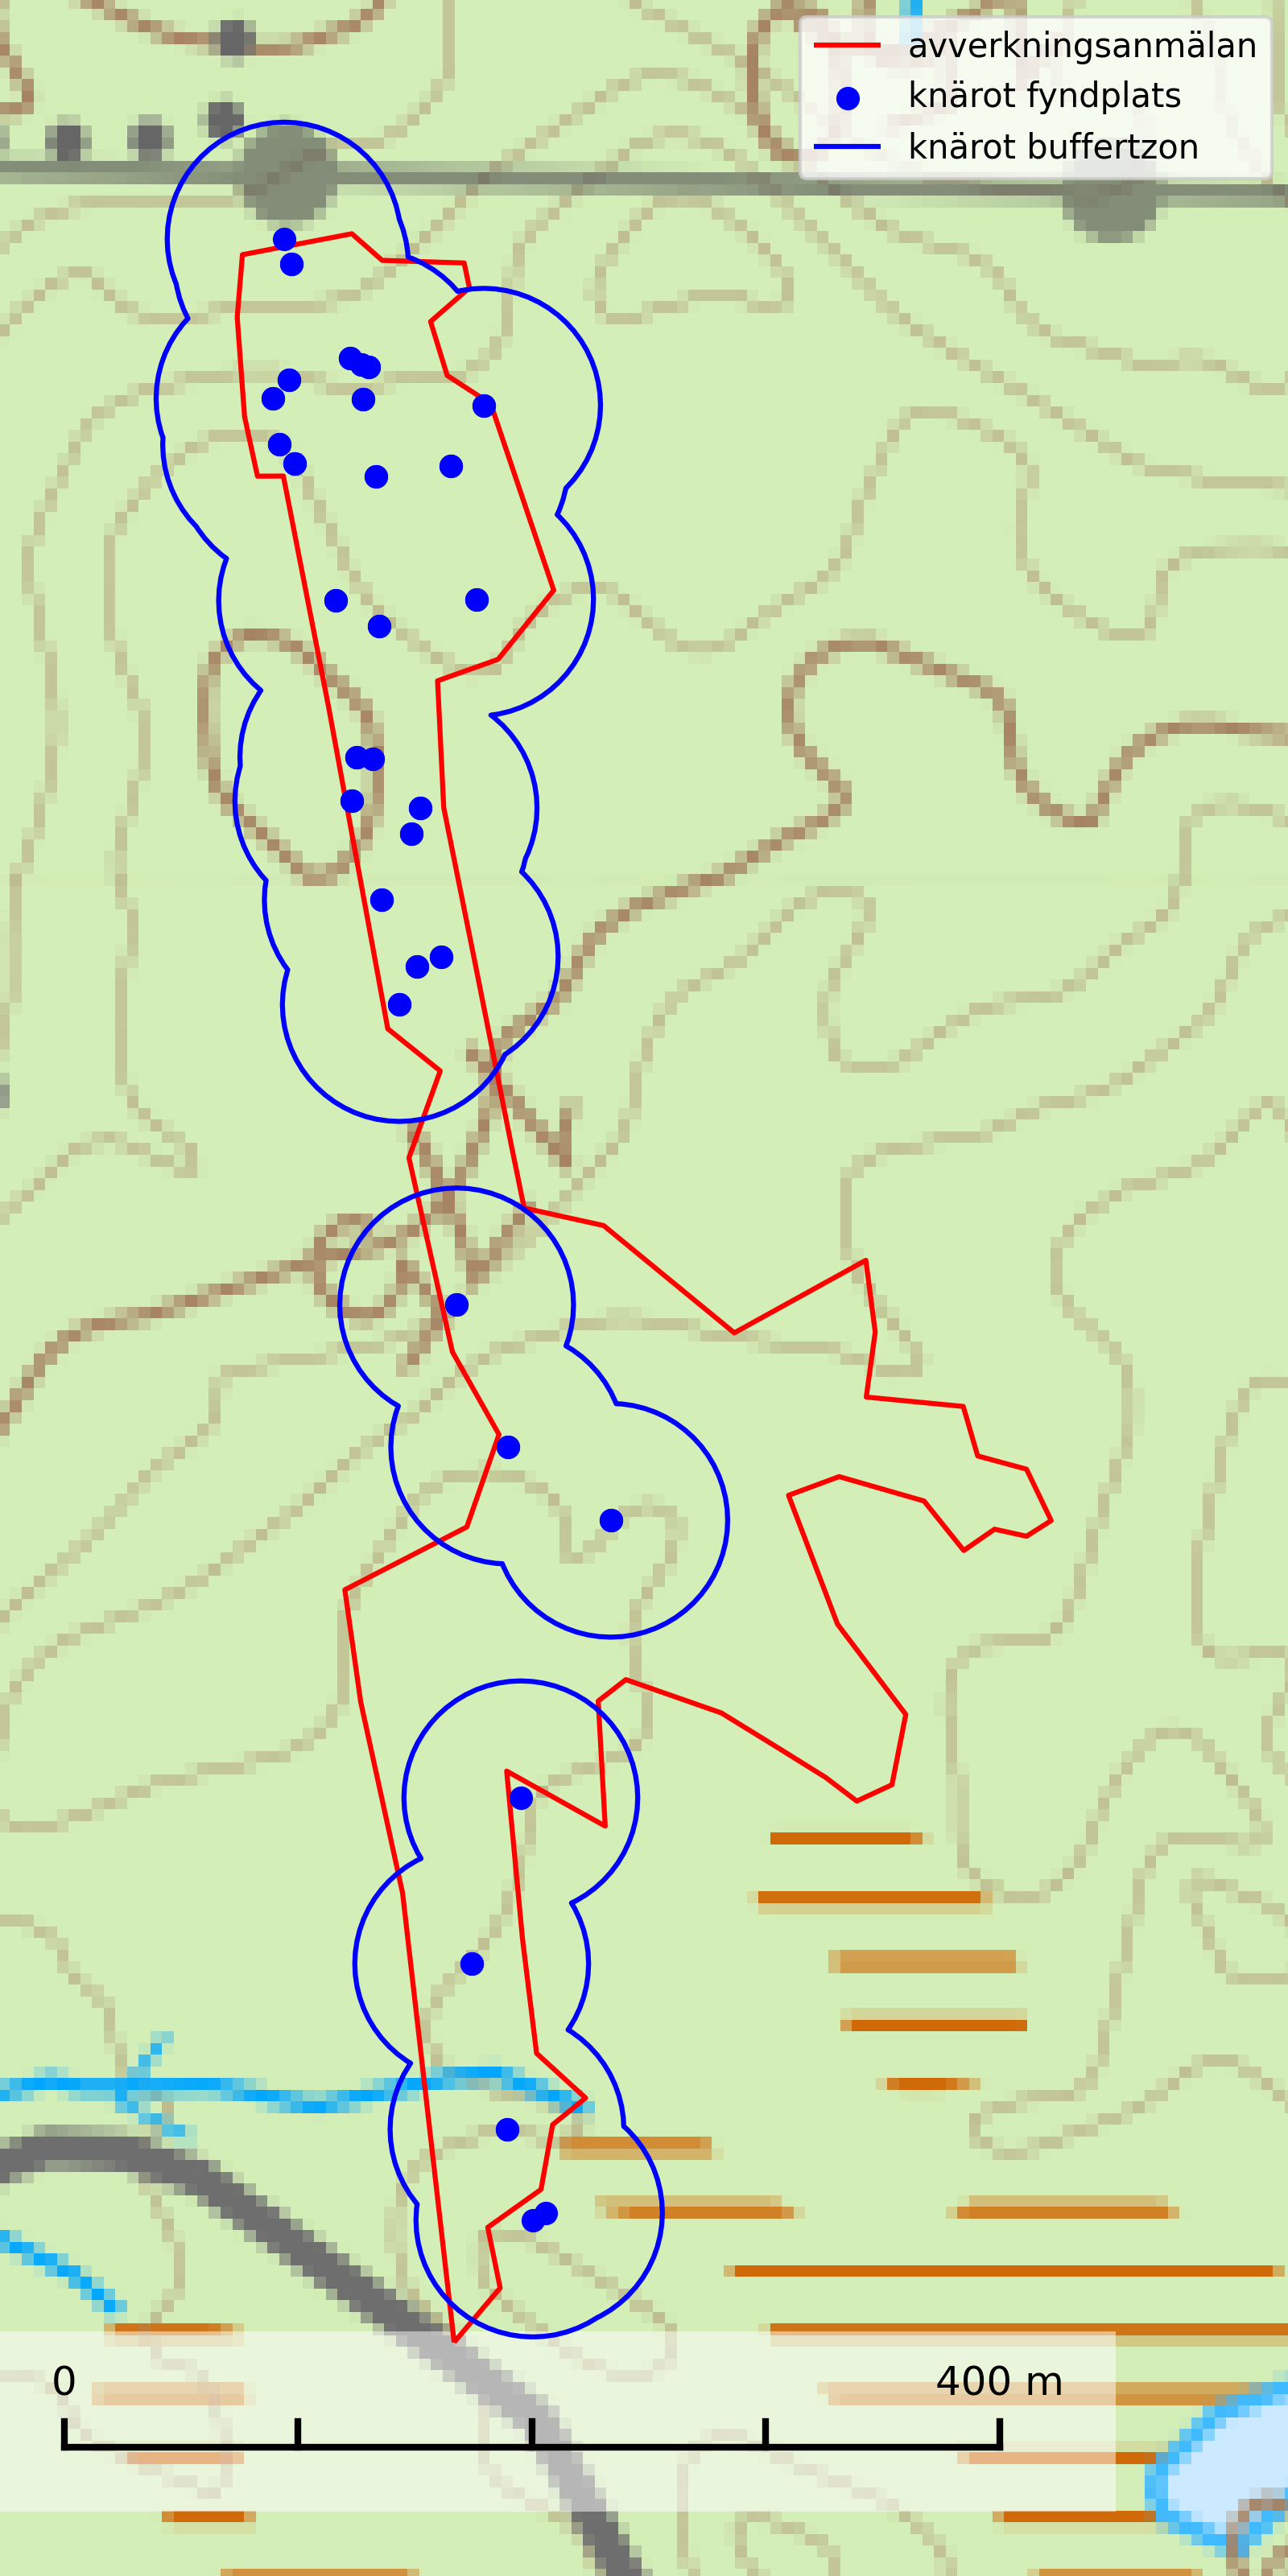 avverkningsanmälan
knärot fyndplats
knärot buffertzon
0 400 m